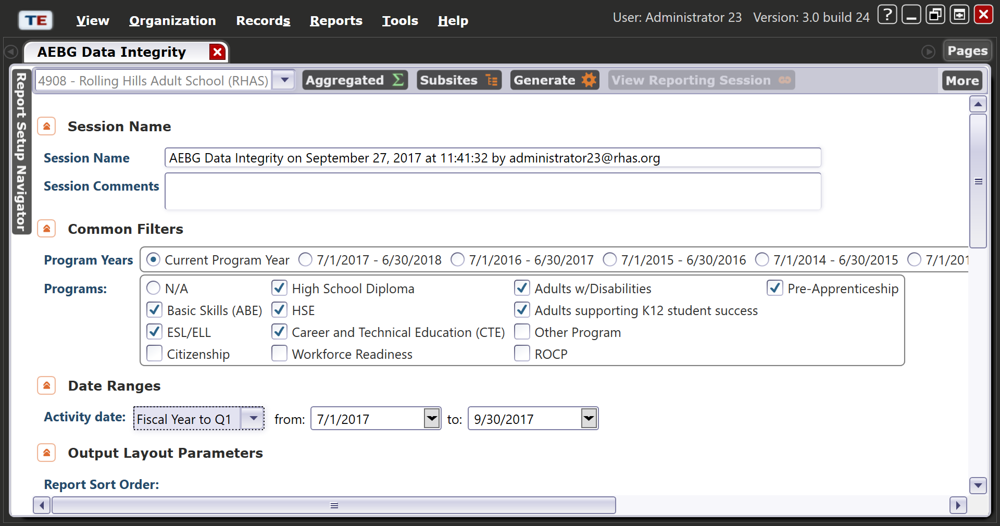 TE View Organization Records Reports Tools Help User: Administrator 23 Version: 3.0 build 24 ?
AEBG Data Integrity Pages
Report Setup Navigator
4908 - Rolling Hills Adult School (RHAS) Aggregated Subsites Generate View Reporting Session More
Session Name
Session Name AEBG Data Integrity on September 27, 2017 at 11:41:32 by administrator23@rhas.org
Session Comments
Common Filters
Program Years Current Program Year 7/1/2017 - 6/30/2018 7/1/2016 - 6/30/2017 7/1/2015 - 6/30/2016 7/1/2014 - 6/30/2015 7/1/201
Programs: N/A High School Diploma Adults w/Disabilities Pre-Apprenticeship
Basic Skills (ABE) HSE Adults supporting K12 student success
ESL/ELL Career and Technical Education (CTE) Other Program
Citizenship Workforce Readiness ROCP
Date Ranges
Activity date: Fiscal Year to Q1 from: 7/1/2017 to: 9/30/2017
Output Layout Parameters
Report Sort Order: